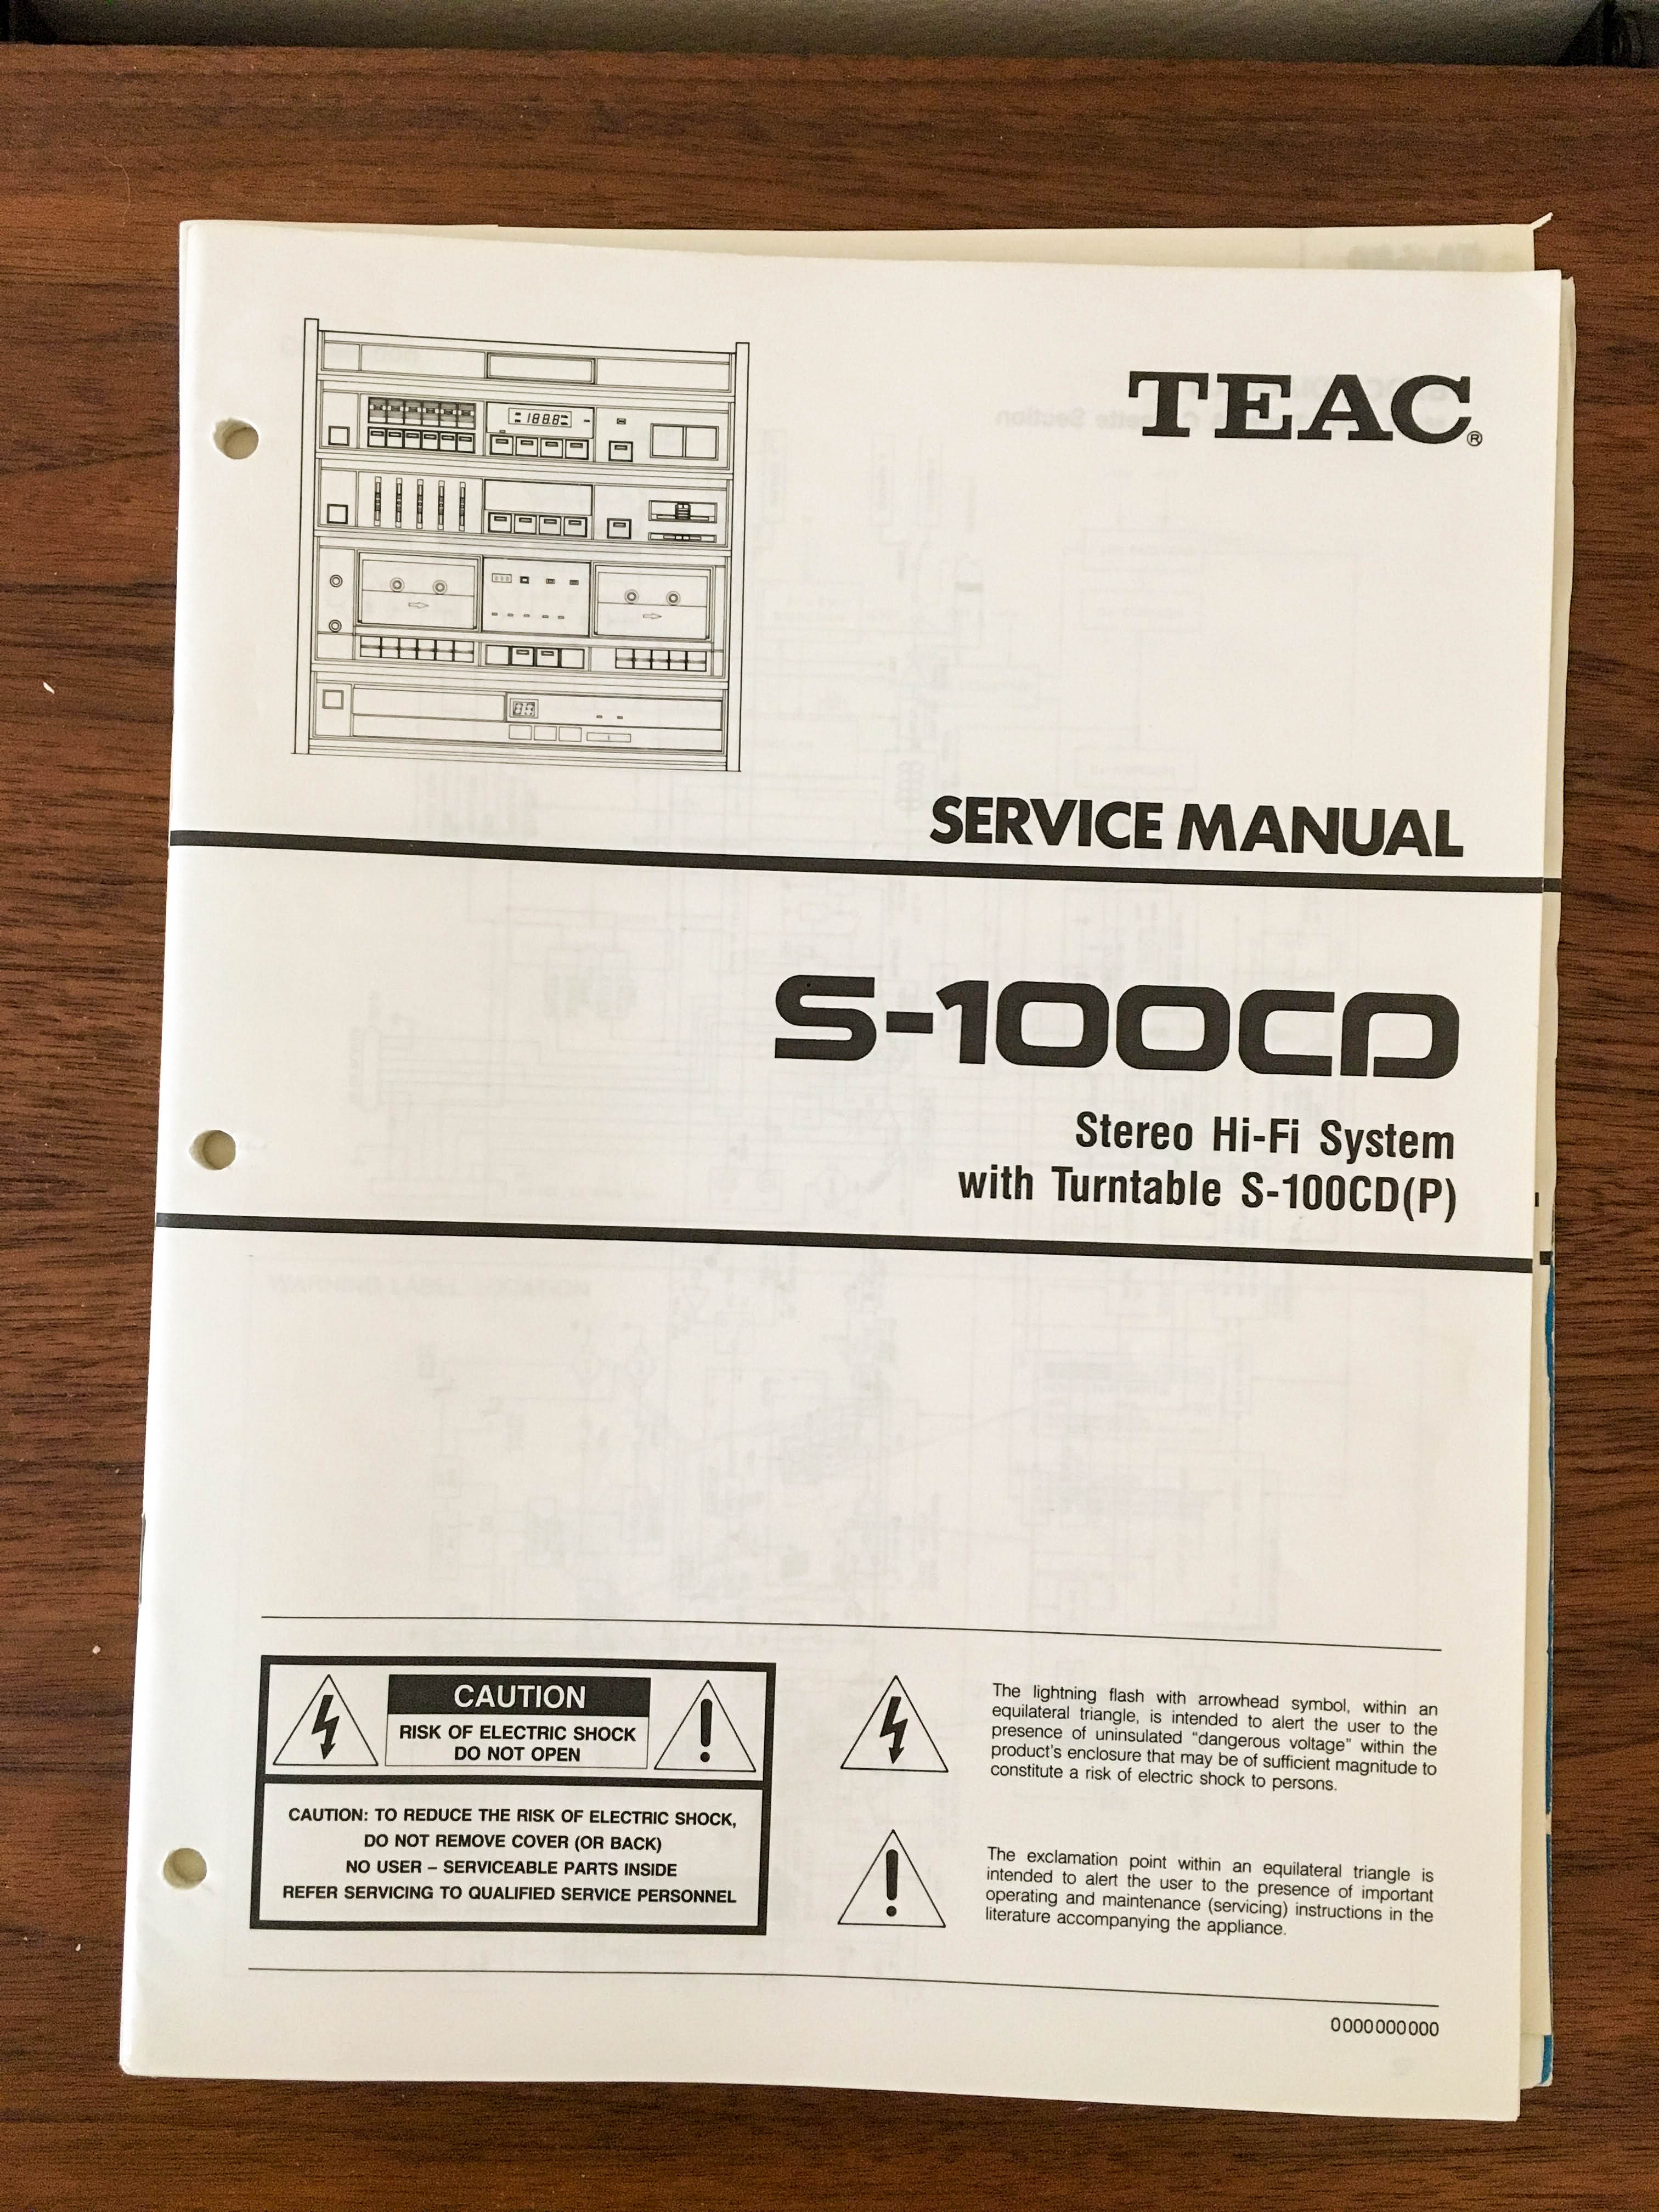 TEAC®
188.8
SERVICE MANUAL
S-100CD
Stereo Hi-Fi System
with Turntable S-100CD(P)
WARNING LABEL LOCATION
CAUTION
RISK OF ELECTRIC SHOCK
DO NOT OPEN
CAUTION: TO REDUCE THE RISK OF ELECTRIC SHOCK,
DO NOT REMOVE COVER (OR BACK)
NO USER – SERVICEABLE PARTS INSIDE
REFER SERVICING TO QUALIFIED SERVICE PERSONNEL
The lightning flash with arrowhead symbol, within an
equilateral triangle, is intended to alert the user to the
presence of uninsulated "dangerous voltage" within the
product's enclosure that may be of sufficient magnitude to
constitute a risk of electric shock to persons.
The exclamation point within an equilateral triangle is
intended to alert the user to the presence of important
operating and maintenance (servicing) instructions in the
literature accompanying the appliance.
0000000000